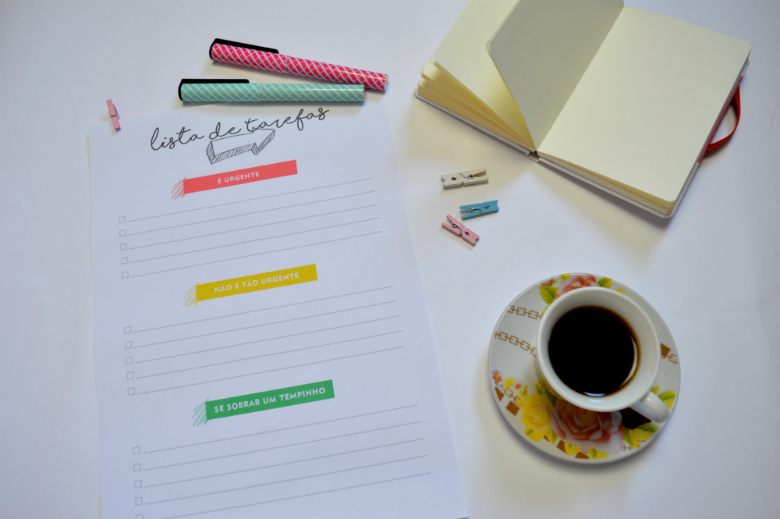 lista de tarefas
É URGENTE
NÃO É TÃO URGENTE
SE SOBRAR UM TEMPINHO